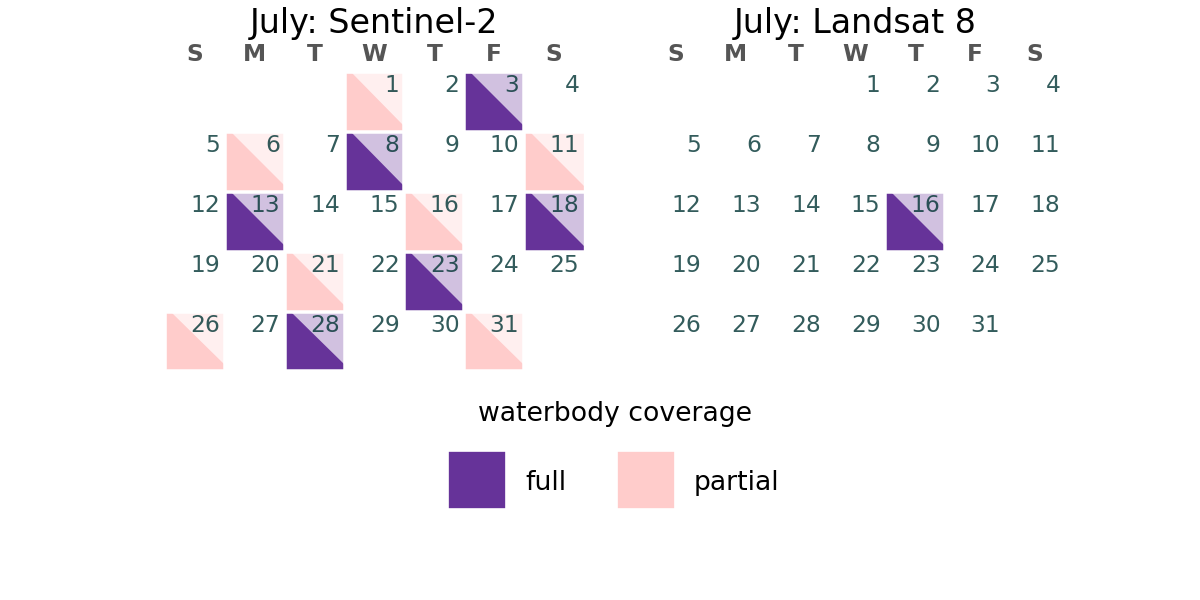 July: Sentinel-2
S M T W T F S
1 2 3 4
5 6 7 8 9 10 11
12 13 14 15 16 17 18
19 20 21 22 23 24 25
26 27 28 29 30 31
July: Landsat 8
S M T W T F S
1 2 3 4
5 6 7 8 9 10 11
12 13 14 15 16 17 18
19 20 21 22 23 24 25
26 27 28 29 30 31
waterbody coverage
full partial